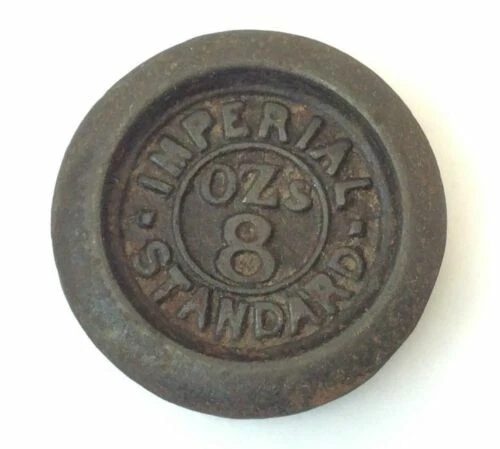 · IMPERIAL ·
OZs
8
STANDARD